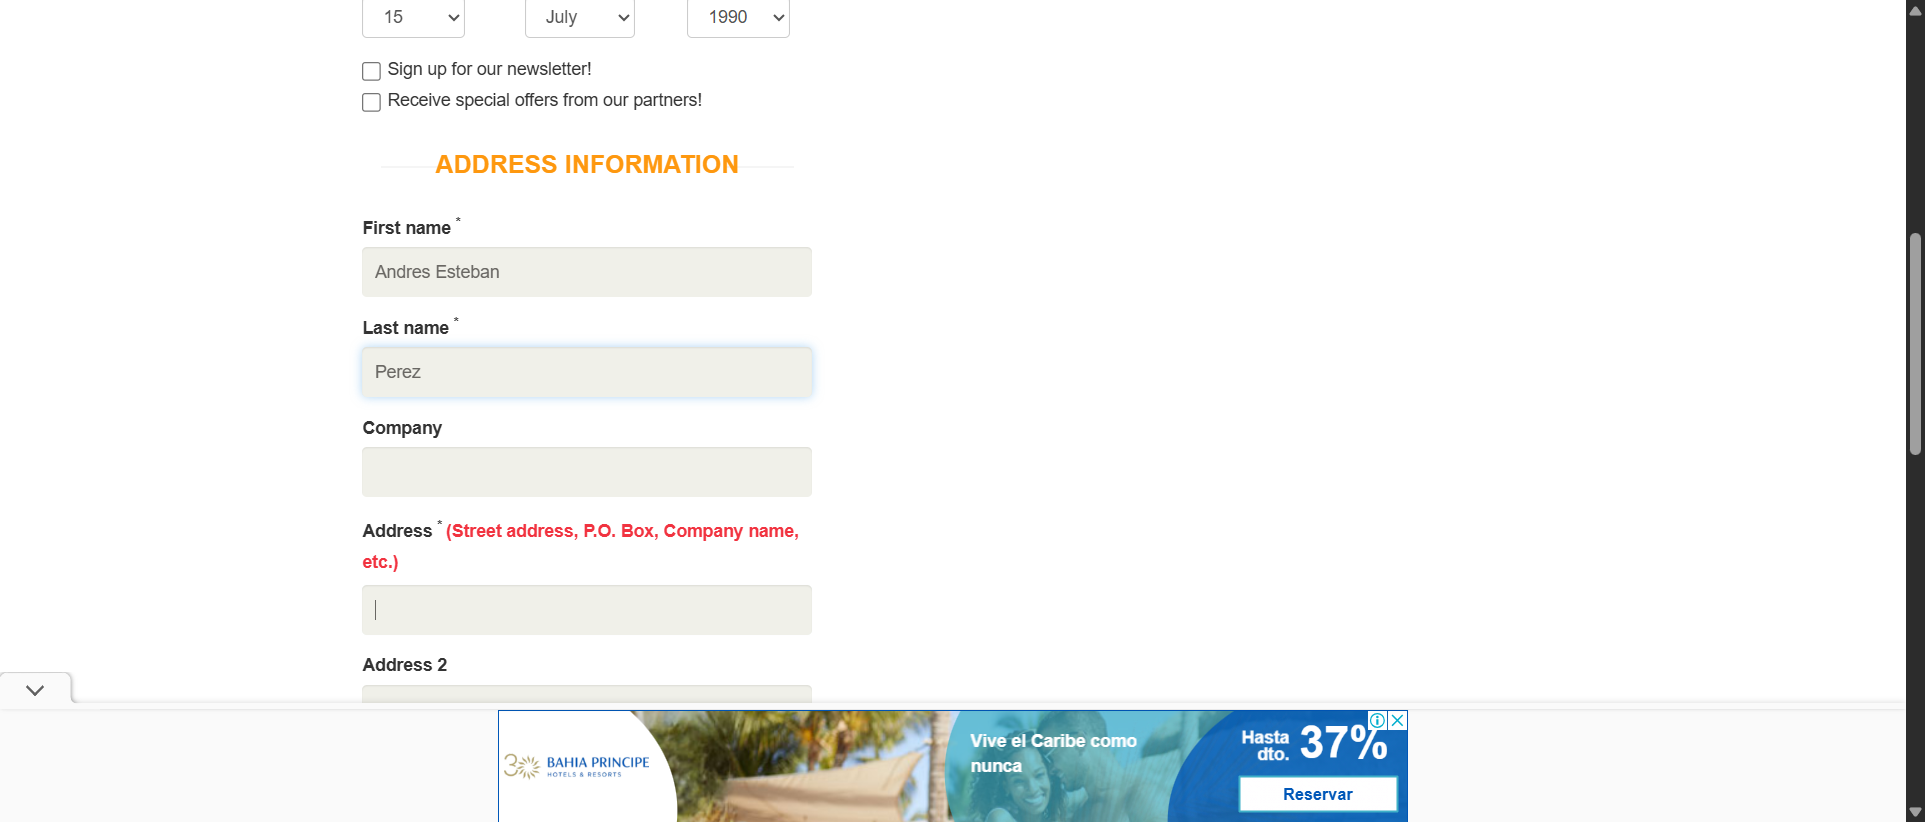 15 July 1990
Sign up for our newsletter!
Receive special offers from our partners!
ADDRESS INFORMATION
First name *
Andres Esteban
Last name *
Perez
Company
Address * (Street address, P.O. Box, Company name,
etc.)
Address 2
30 BAHIA PRINCIPE
HOTELS & RESORTS
Vive el Caribe como
nunca
Hasta
dto. 37%
Reservar